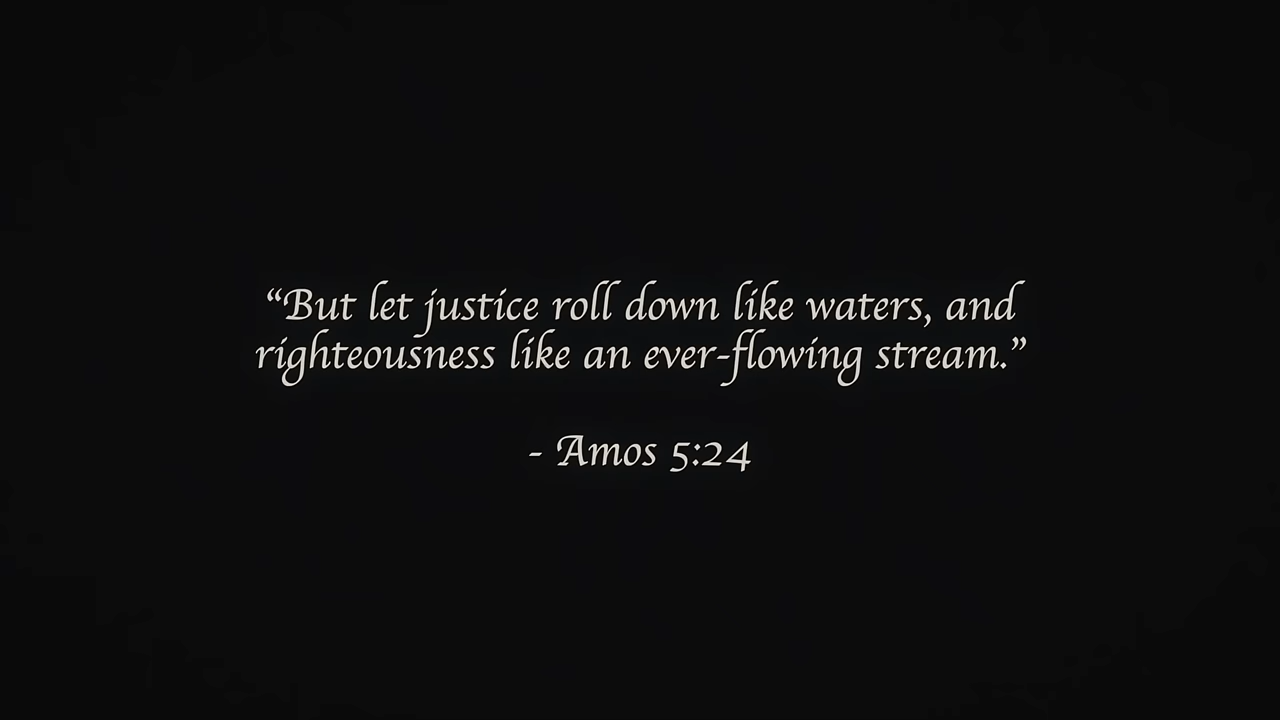 “But let justice roll down like waters, and
righteousness like an ever-flowing stream.”
- Amos 5:24